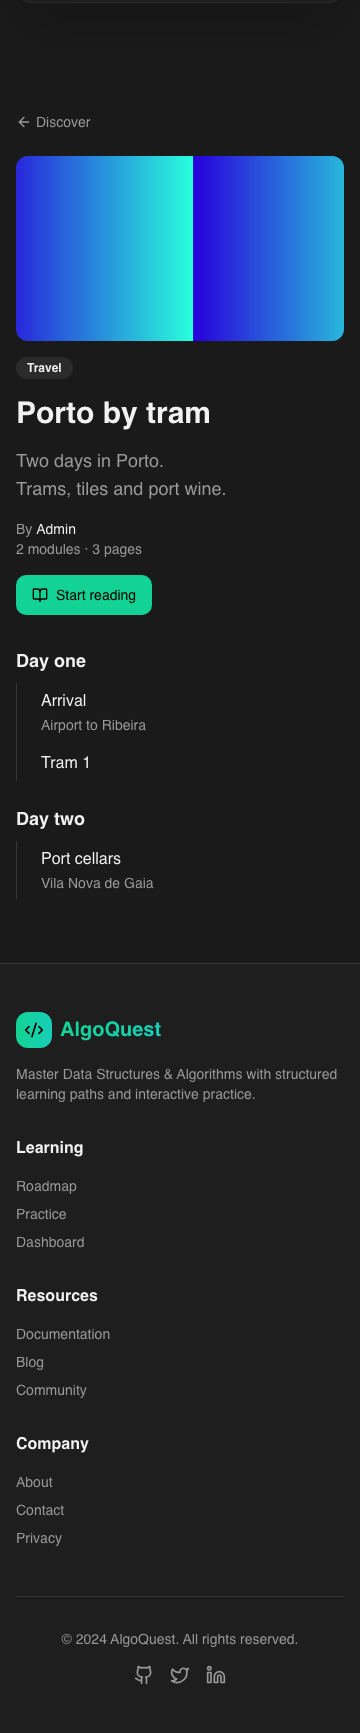 Discover
Travel
Porto by tram
Two days in Porto.
Trams, tiles and port wine.
By Admin
2 modules · 3 pages
Start reading
Day one
Arrival
Airport to Ribeira
Tram 1
Day two
Port cellars
Vila Nova de Gaia
AlgoQuest
Master Data Structures & Algorithms with structured
learning paths and interactive practice.
Learning
Roadmap
Practice
Dashboard
Resources
Documentation
Blog
Community
Company
About
Contact
Privacy
© 2024 AlgoQuest. All rights reserved.